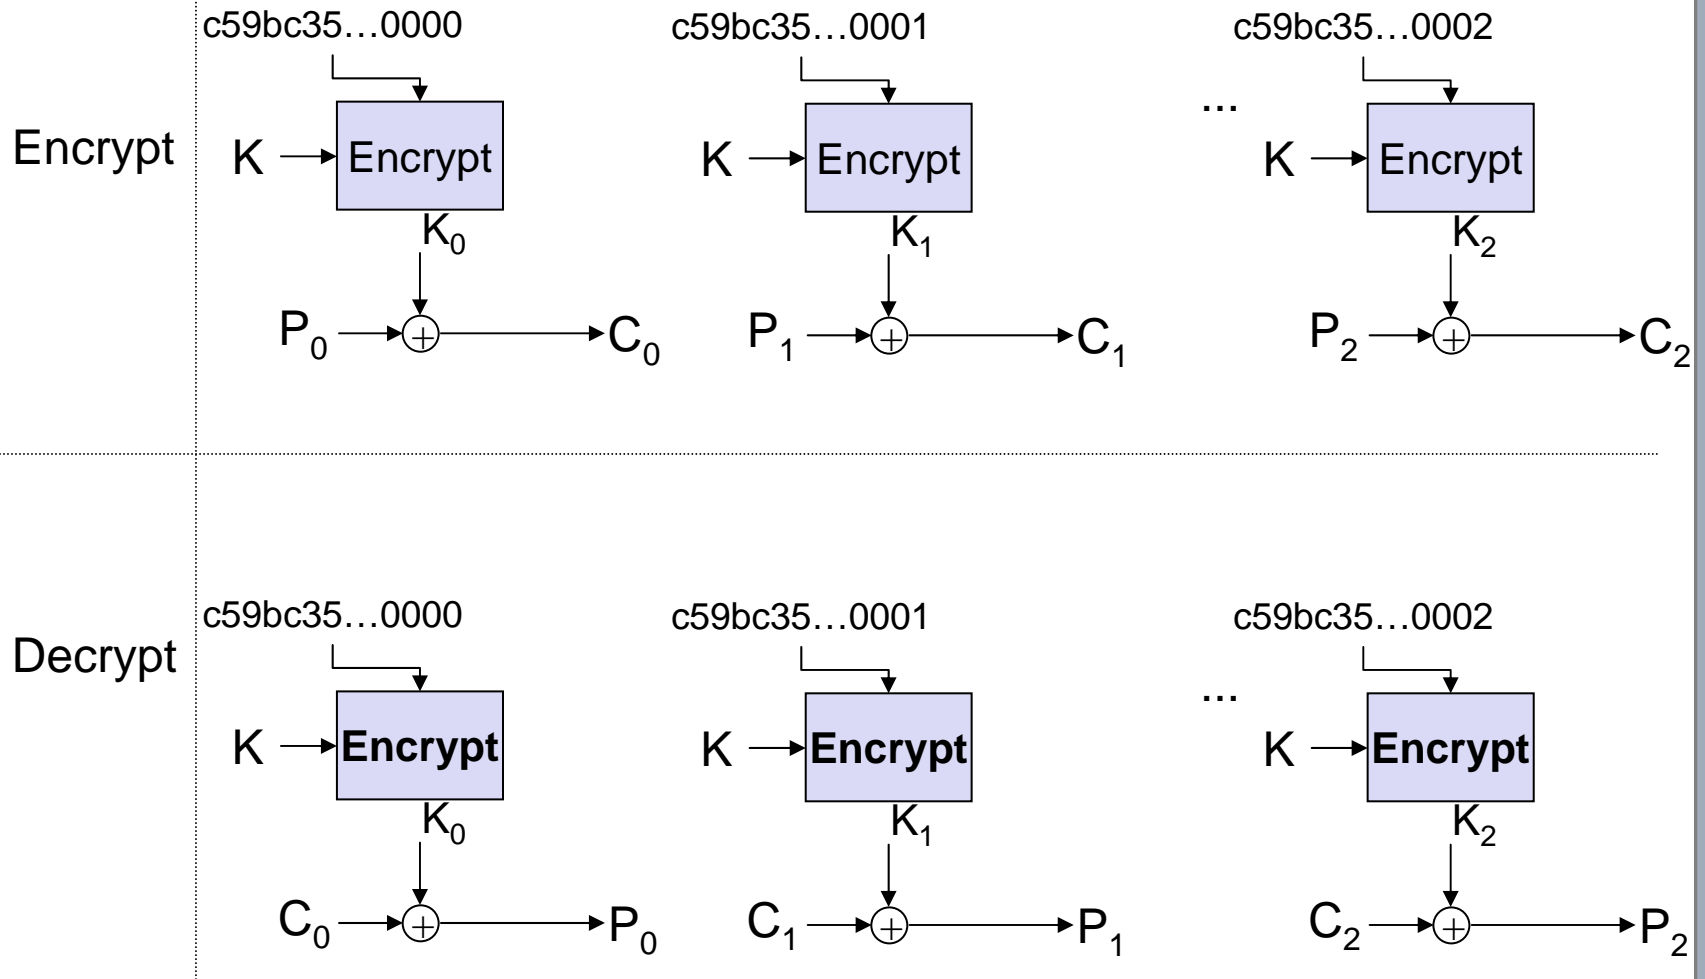 c59bc35…0000 c59bc35…0001 c59bc35…0002
...
Encrypt K Encrypt K Encrypt K Encrypt
K₀ K₁ K₂
P₀ + C₀ P₁ + C₁ P₂ + C₂
c59bc35…0000 c59bc35…0001 c59bc35…0002
Decrypt
...
K Encrypt K Encrypt K Encrypt
K₀ K₁ K₂
C₀ + P₀ C₁ + P₁ C₂ + P₂